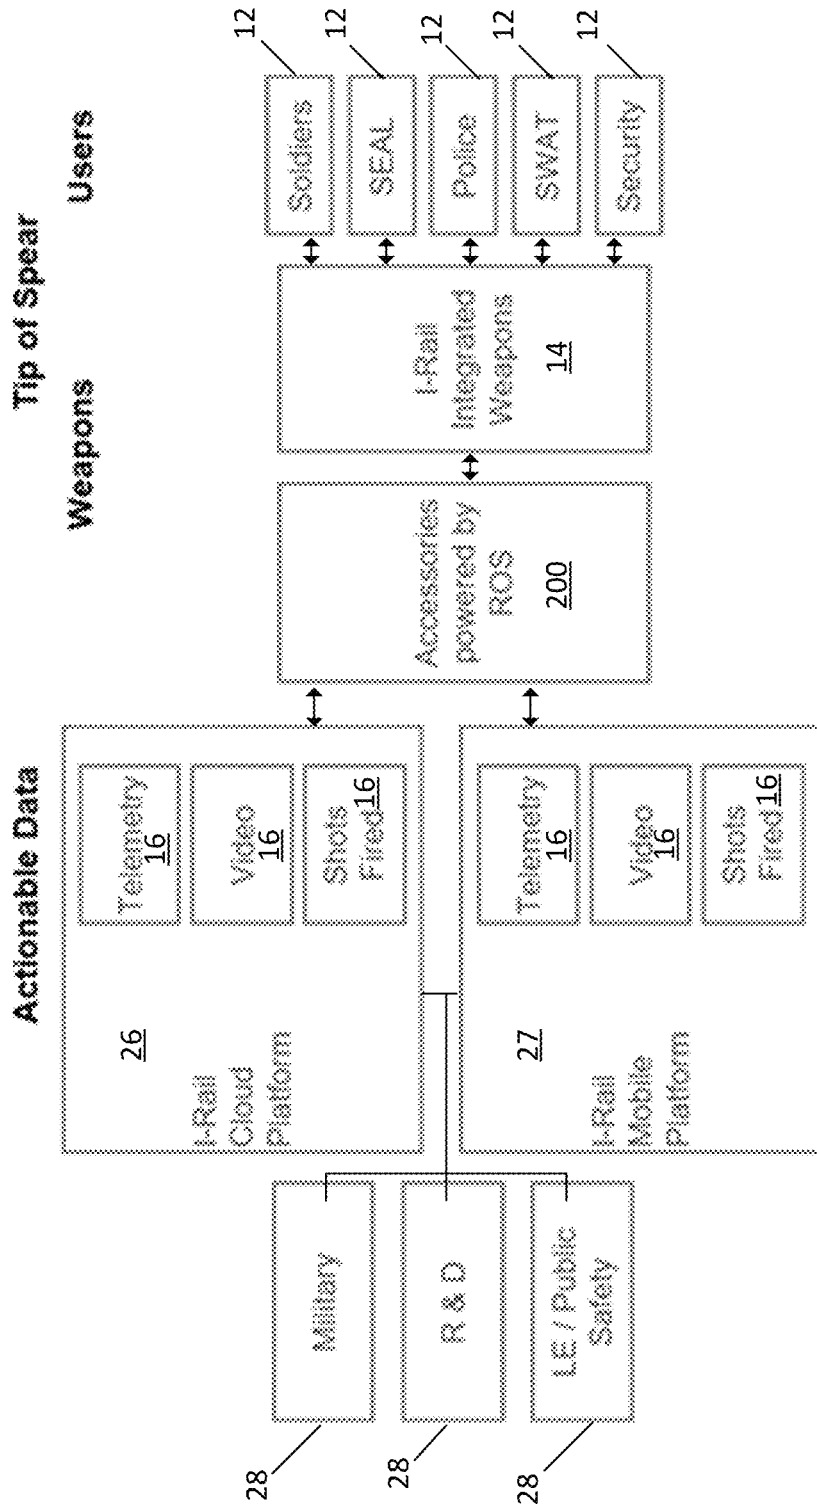 Tip of Spear
Actionable Data
Weapons
Users
28
Military
28
R & D
28
LE / Public
Safety
26
I-Rail
Cloud
Platform
Telemetry
16
Video
16
Shots
Fired
16
27
I-Rail
Mobile
Platform
Telemetry
16
Video
16
Shots
Fired
16
Accessories
powered by
ROS
200
I-Rail
Integrated
Weapons
14
Soldiers
12
SEAL
12
Police
12
SWAT
12
Security
12